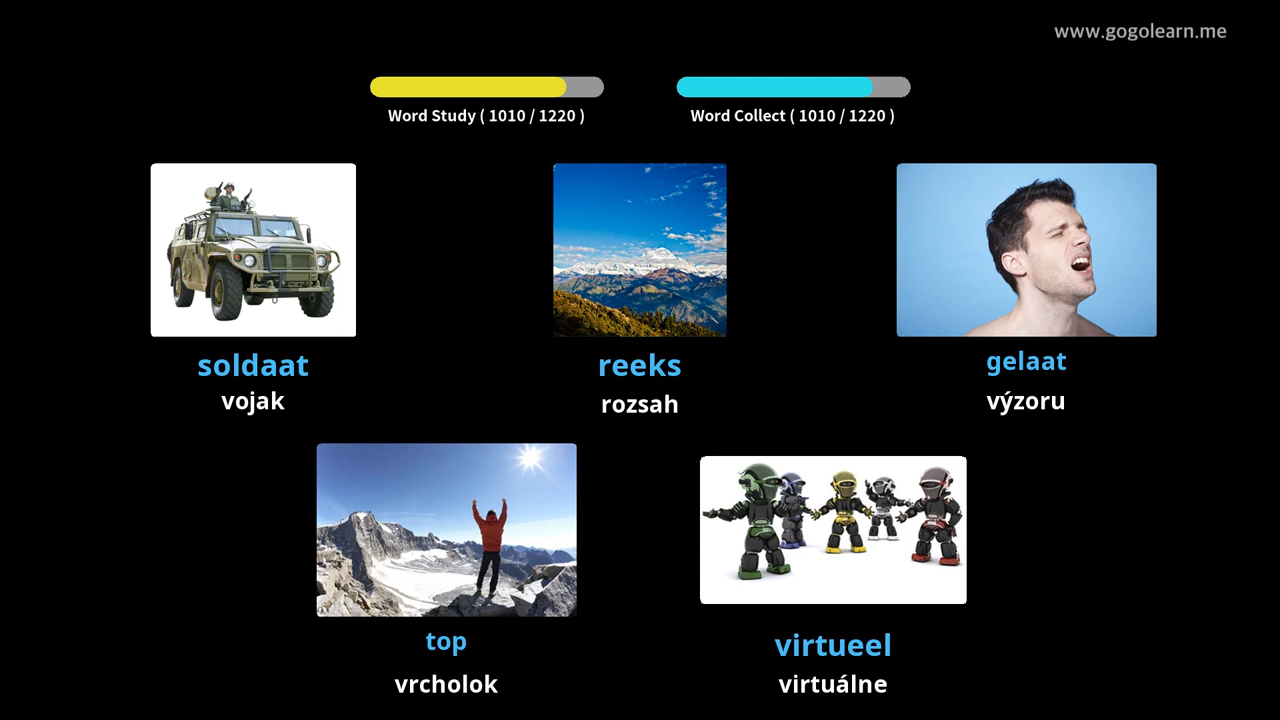 www.gogolearn.me
Word Study ( 1010 / 1220 )
Word Collect ( 1010 / 1220 )
soldaat
vojak
reeks
rozsah
gelaat
výzoru
top
vrcholok
virtueel
virtuálne